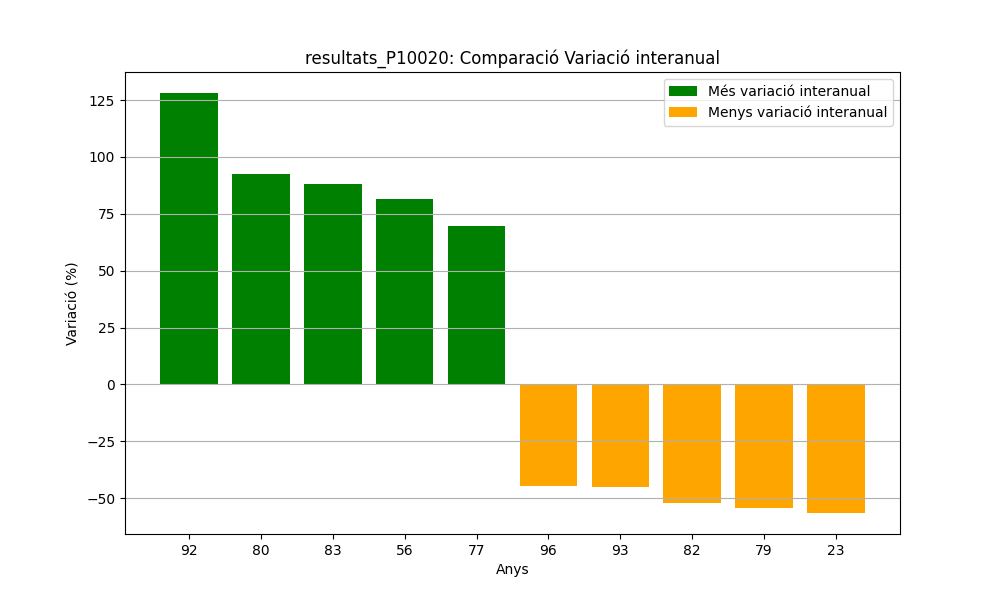 resultats_P10020: Comparació Variació interanual
Més variació interanual
Menys variació interanual
Variació (%)
125
100
75
50
25
0
−25
−50
92 80 83 56 77 96 93 82 79 23
Anys